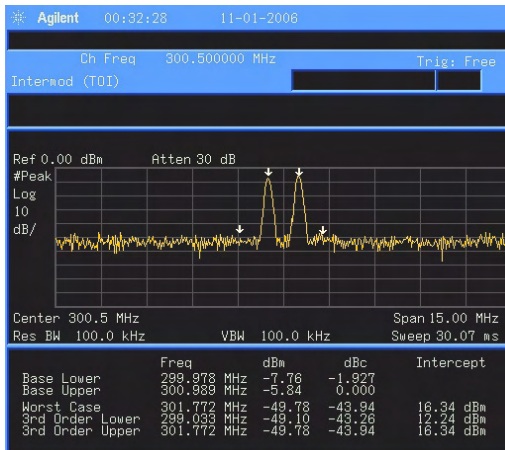 Agilent 00:32:28 11-01-2006
Ch Freq 300.500000 MHz Trig: Free
Intermod (TOI)
Ref 0.00 dBm Atten 30 dB
#Peak
Log
10
dB/
Center 300.5 MHz Span 15.00 MHz
Res BW 100.0 kHz VBW 100.0 kHz Sweep 30.07 ms
Freq dBm dBc Intercept
Base Lower 299.978 MHz -7.76 -1.927
Base Upper 300.989 MHz -5.84 0.000
Worst Case 301.772 MHz -49.78 -43.94 16.34 dBm
3rd Order Lower 299.033 MHz -49.10 -43.26 12.24 dBm
3rd Order Upper 301.772 MHz -49.78 -43.94 16.34 dBm